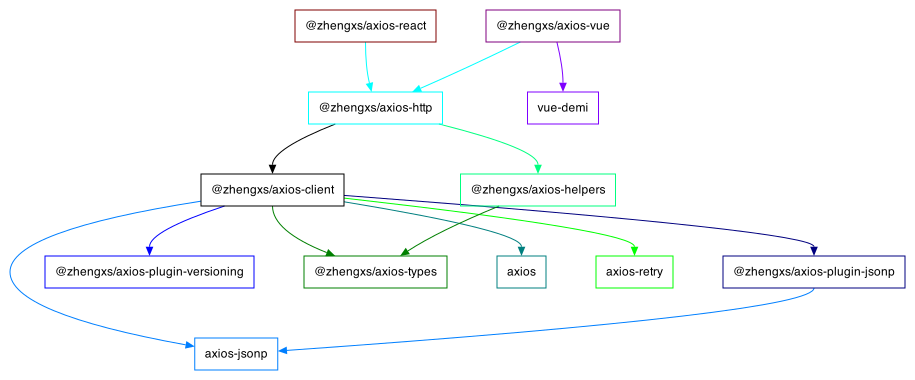 @zhengxs/axios-react
@zhengxs/axios-vue
@zhengxs/axios-http
vue-demi
@zhengxs/axios-client
@zhengxs/axios-helpers
@zhengxs/axios-plugin-versioning
@zhengxs/axios-types
axios
axios-retry
@zhengxs/axios-plugin-jsonp
axios-jsonp